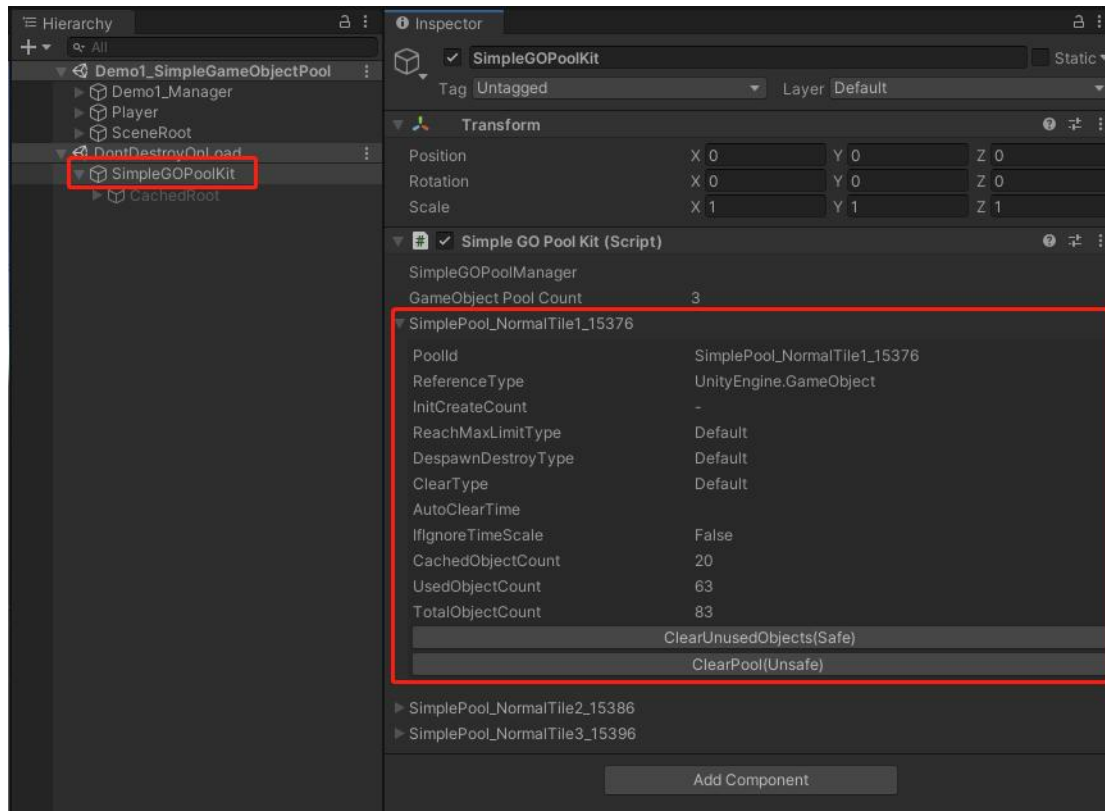 Hierarchy
All
Demo1_SimpleGameObjectPool
Demo1_Manager
Player
SceneRoot
DontDestroyOnLoad
SimpleGOPoolKit
CachedRoot
Inspector
SimpleGOPoolKit Static
Tag Untagged Layer Default
Transform
Position X 0 Y 0 Z 0
Rotation X 0 Y 0 Z 0
Scale X 1 Y 1 Z 1
# Simple GO Pool Kit (Script)
SimpleGOPoolManager
GameObject Pool Count 3
SimplePool_NormalTile1_15376
PoolId SimplePool_NormalTile1_15376
ReferenceType UnityEngine.GameObject
InitCreateCount -
ReachMaxLimitType Default
DespawnDestroyType Default
ClearType Default
AutoClearTime
IfIgnoreTimeScale False
CachedObjectCount 20
UsedObjectCount 63
TotalObjectCount 83
ClearUnusedObjects(Safe)
ClearPool(Unsafe)
SimplePool_NormalTile2_15386
SimplePool_NormalTile3_15396
Add Component